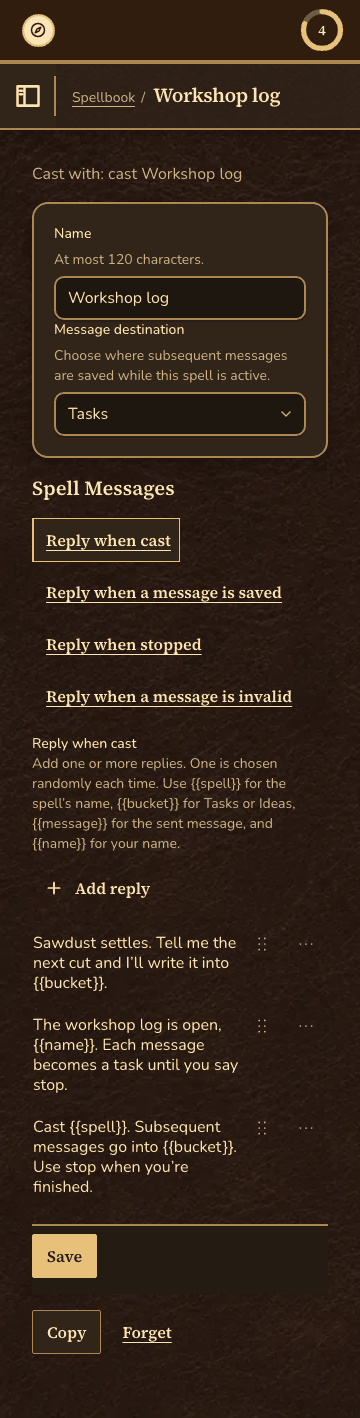 4
Spellbook / Workshop log
Cast with: cast Workshop log
Name
At most 120 characters.
Workshop log
Message destination
Choose where subsequent messages
are saved while this spell is active.
Tasks
Spell Messages
Reply when cast
Reply when a message is saved
Reply when stopped
Reply when a message is invalid
Reply when cast
Add one or more replies. One is chosen
randomly each time. Use {{spell}} for the
spell’s name, {{bucket}} for Tasks or Ideas,
{{message}} for the sent message, and
{{name}} for your name.
Add reply
Sawdust settles. Tell me the
next cut and I’ll write it into
{{bucket}}.
The workshop log is open,
{{name}}. Each message
becomes a task until you say
stop.
Cast {{spell}}. Subsequent
messages go into {{bucket}}.
Use stop when you’re
finished.
Save
Copy Forget